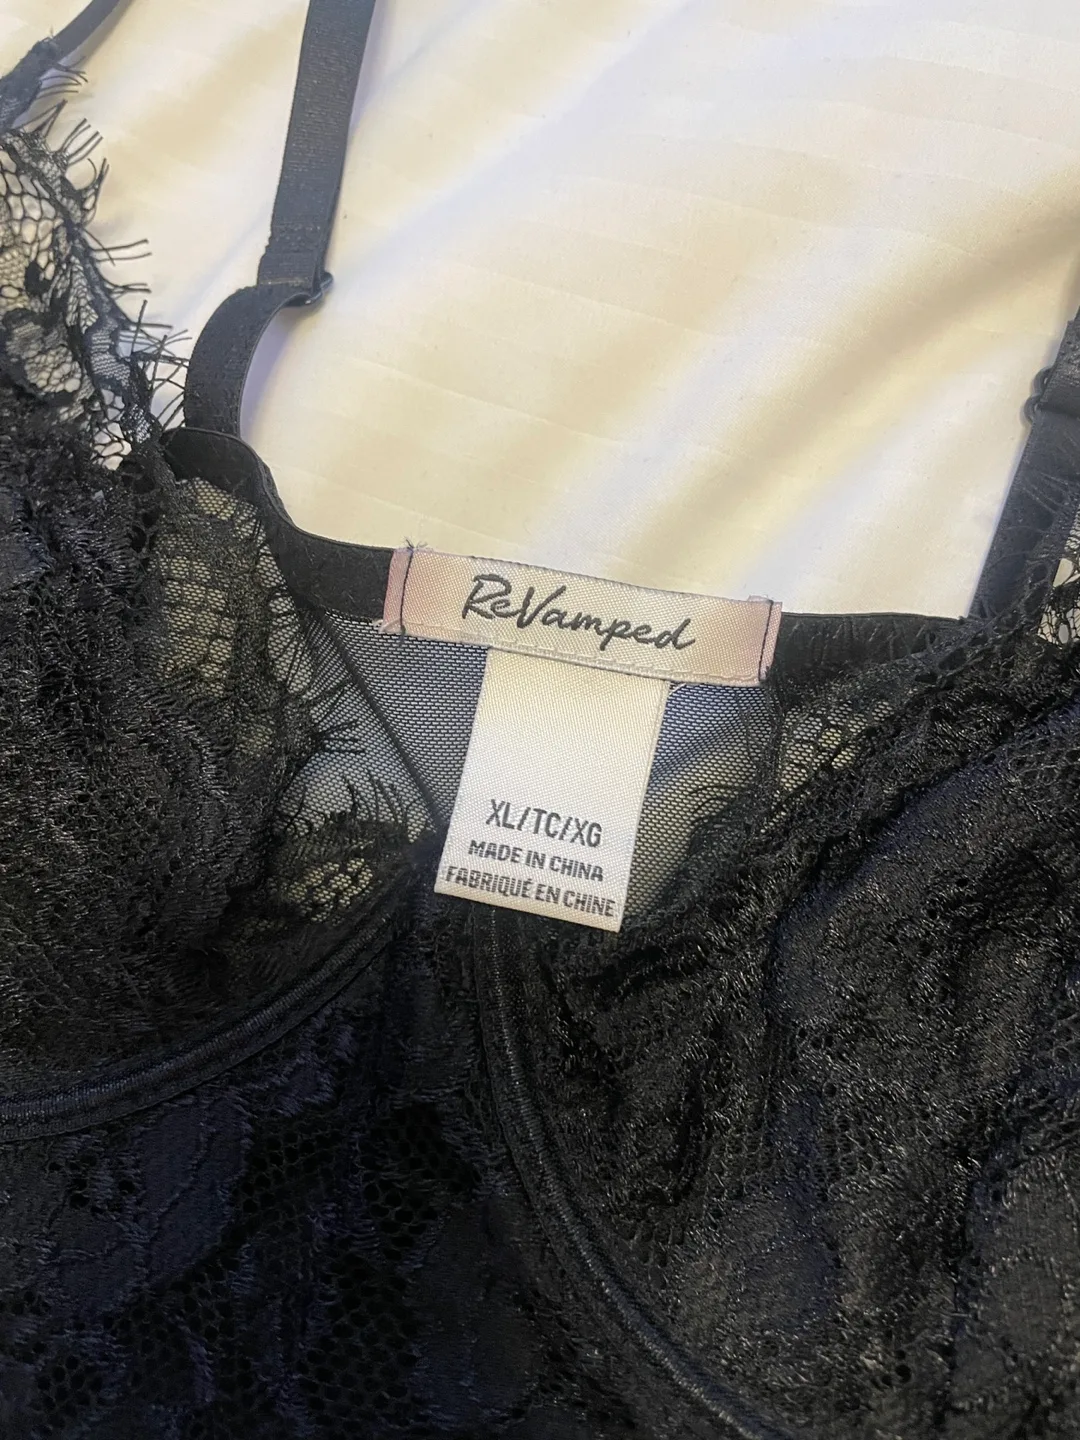 ReVamped
XL/TC/XG
MADE IN CHINA
FABRIQUÉ EN CHINE